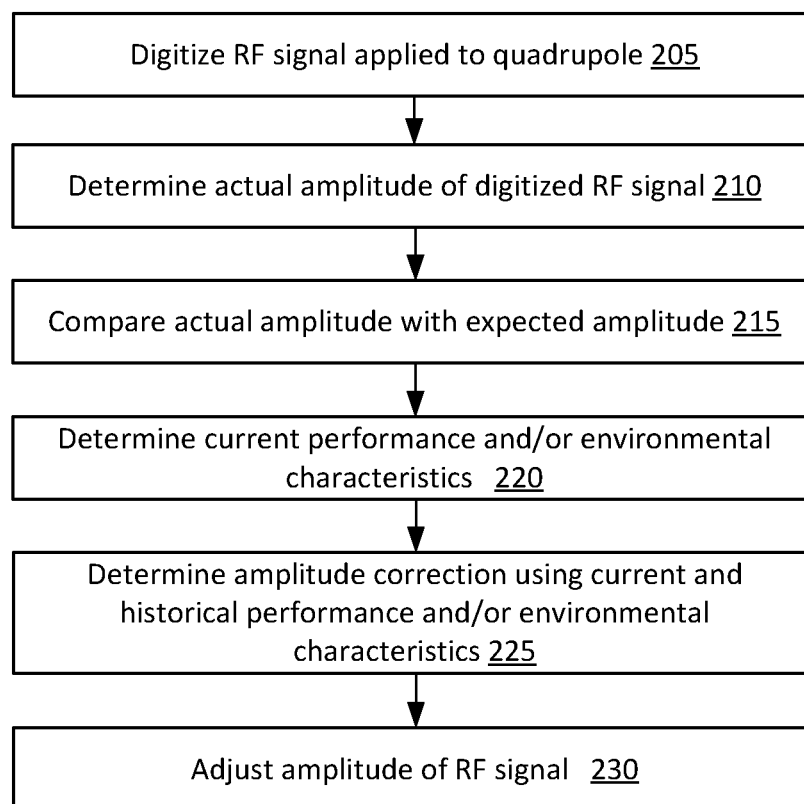 Digitize RF signal applied to quadrupole 205
Determine actual amplitude of digitized RF signal 210
Compare actual amplitude with expected amplitude 215
Determine current performance and/or environmental
characteristics 220
Determine amplitude correction using current and
historical performance and/or environmental
characteristics 225
Adjust amplitude of RF signal 230